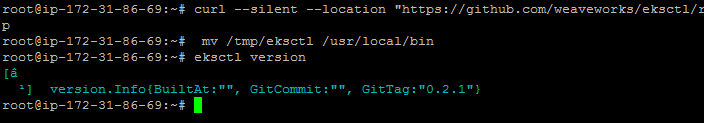 root@ip-172-31-86-69:~# curl --silent --location "https://github.com/weaveworks/eksctl/r
p
root@ip-172-31-86-69:~#  mv /tmp/eksctl /usr/local/bin
root@ip-172-31-86-69:~# eksctl version
[â
 ¹]  version.Info{BuiltAt:"", GitCommit:"", GitTag:"0.2.1"}
root@ip-172-31-86-69:~#